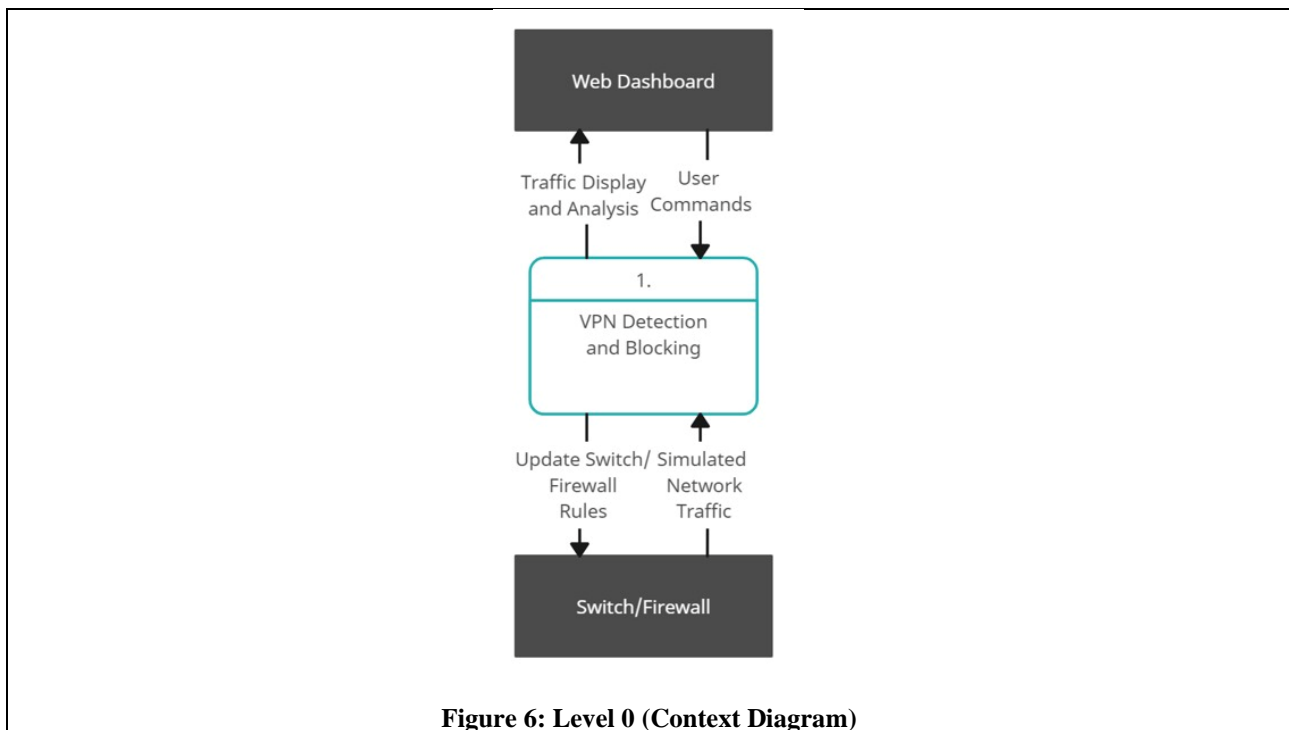 Web Dashboard
Traffic Display
and Analysis
User
Commands
1.
VPN Detection
and Blocking
Update Switch/
Firewall
Rules
Simulated
Network
Traffic
Switch/Firewall
Figure 6: Level 0 (Context Diagram)